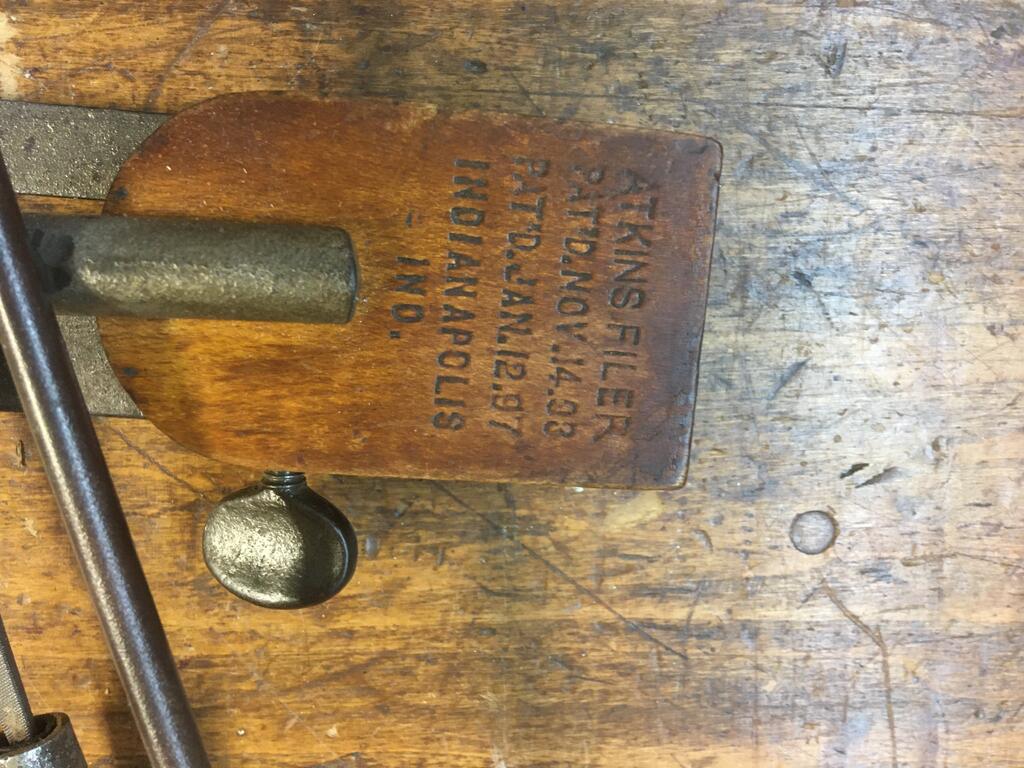 ATKINS FILER
PAT'D. NOV. 14. 93
PAT'D. JAN. 12. 97
INDIANAPOLIS
IND.